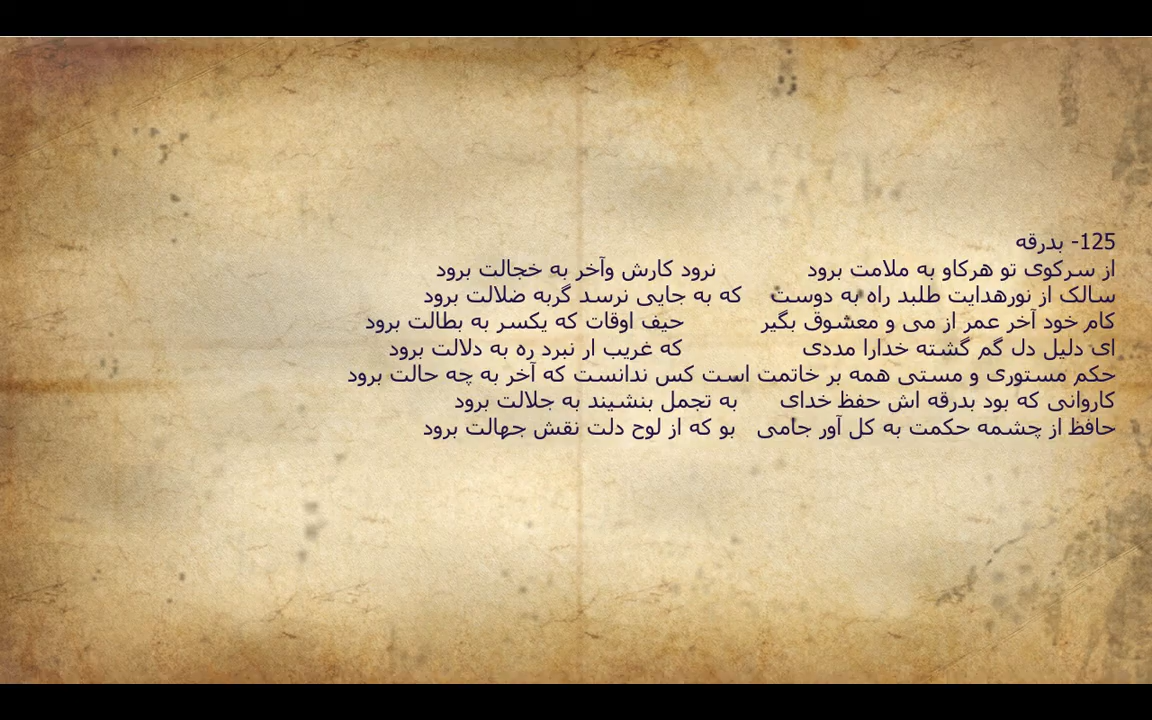 125- بدرقه
از سرکوی تو هرکاو به ملامت برود نرود کارش وآخر به خجالت برود
سالک از نورهدایت طلبد راه به دوست که به جایی نرسد گربه ضلالت برود
کام خود آخر عمر از می و معشوق بگیر حیف اوقات که یکسر به بطالت برود
ای دلیل دل گم گشته خدارا مددی که غریب ار نبرد ره به دلالت برود
حکم مستوری و مستی همه بر خاتمت است کس ندانست که آخر به چه حالت برود
کاروانی که بود بدرقه اش حفظ خدای به تجمل بنشیند به جلالت برود
حافظ از چشمه حکمت به کل آور جامی بو که از لوح دلت نقش جهالت برود